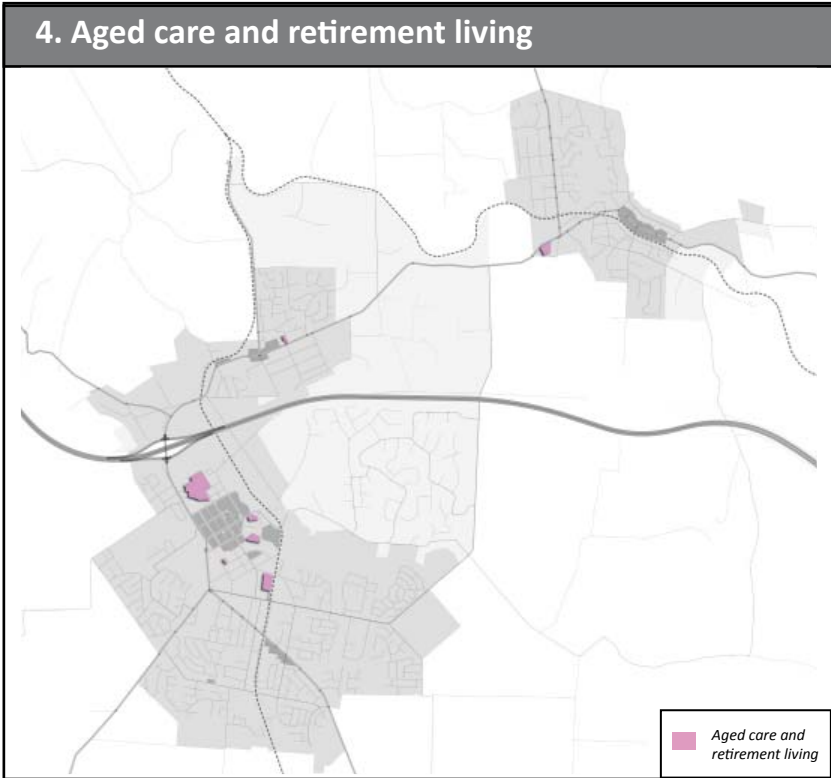 4. Aged care and retirement living
Aged care and
retirement living